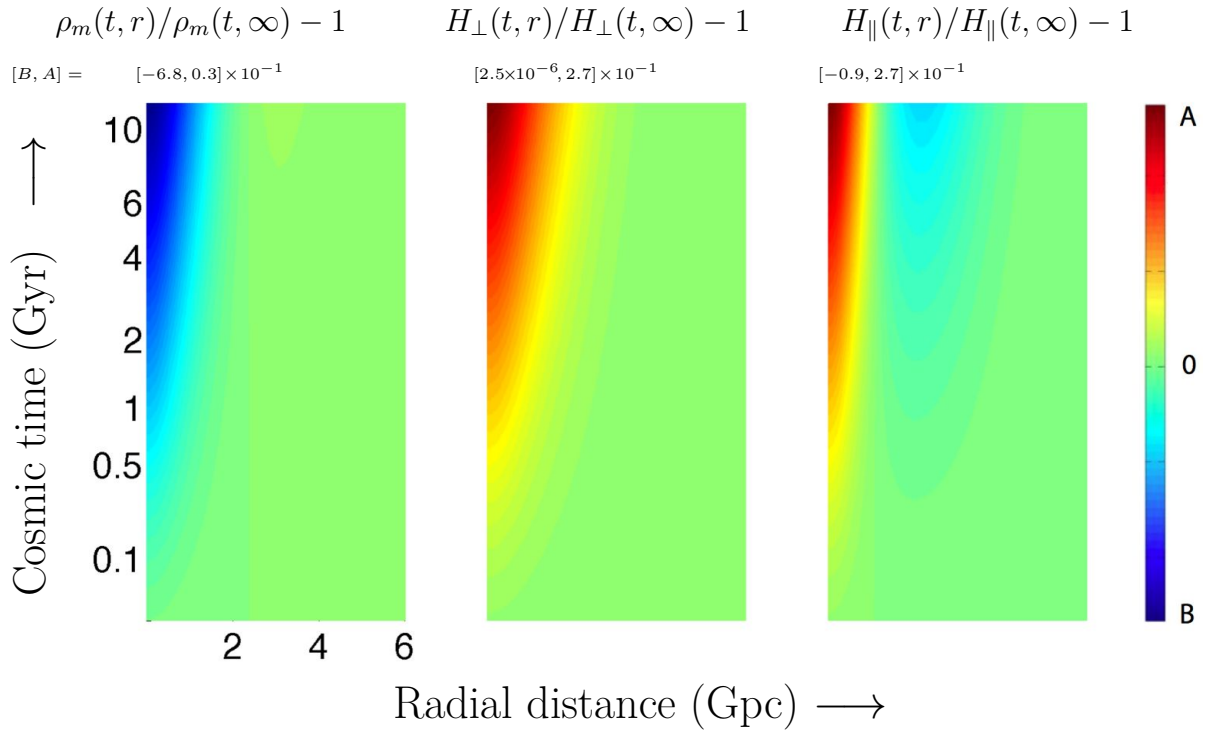 ρ_m(t, r)/ρ_m(t, ∞) − 1
H_⊥(t, r)/H_⊥(t, ∞) − 1
H_∥(t, r)/H_∥(t, ∞) − 1
[B, A] =
[−6.8, 0.3]×10⁻¹
[2.5×10⁻⁶, 2.7]×10⁻¹
[−0.9, 2.7]×10⁻¹
Cosmic time (Gyr) ⟶
10
6
4
2
1
0.5
0.1
2 4 6
Radial distance (Gpc) ⟶
A
0
B